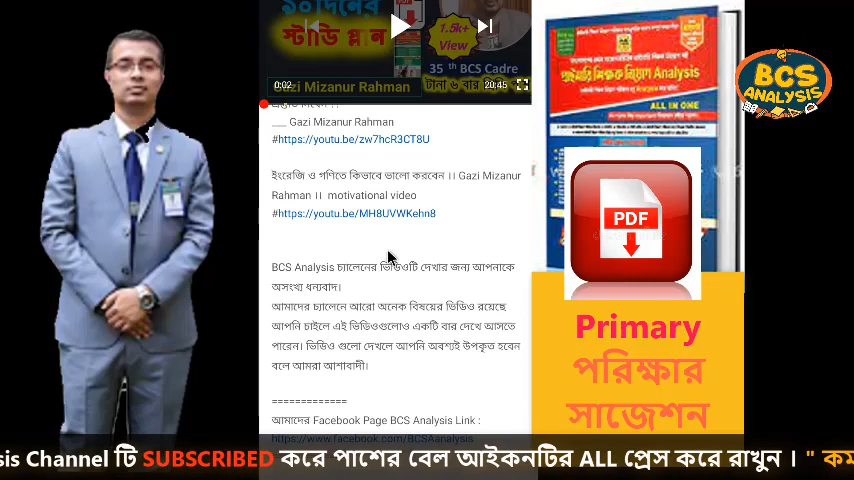 ১০দিনের
স্টাডি প্লান
1.5k+
View
35 th BCS Cadre
Gazi Mizanur Rahman
টানা ৬ বার
0:02
20:45
___ Gazi Mizanur Rahman
#https://youtu.be/zw7hcR3CT8U
ইংরেজি ও গণিতে কিভাবে ভালো করবেন ।। Gazi Mizanur
Rahman ।। motivational video
#https://youtu.be/MH8UVWKehn8
BCS Analysis চ্যালেনের ভিডিওটি দেখার জন্য আপনাকে
অসংখ্য ধন্যবাদ।
আমাদের চ্যালেনে আরো অনেক বিষয়ের ভিডিও রয়েছে
আপনি চাইলে এই ভিডিওগুলোও একটি বার দেখে আসতে
পারেন। ভিডিও গুলো দেখলে আপনি অবশ্যই উপকৃত হবেন
বলে আমরা আশাবাদী।
=============
আমাদের Facebook Page BCS Analysis Link :
https://www.facebook.com/BCSAanalysis
প্রাইমারি শিক্ষক নিয়োগ Analysis
ALL IN ONE
BCS
ANALYSIS
PDF
Primary
পরিক্ষার
সাজেশন
sis Channel টি SUBSCRIBED করে পাশের বেল আইকনটির ALL প্রেস করে রাখুন । " কম